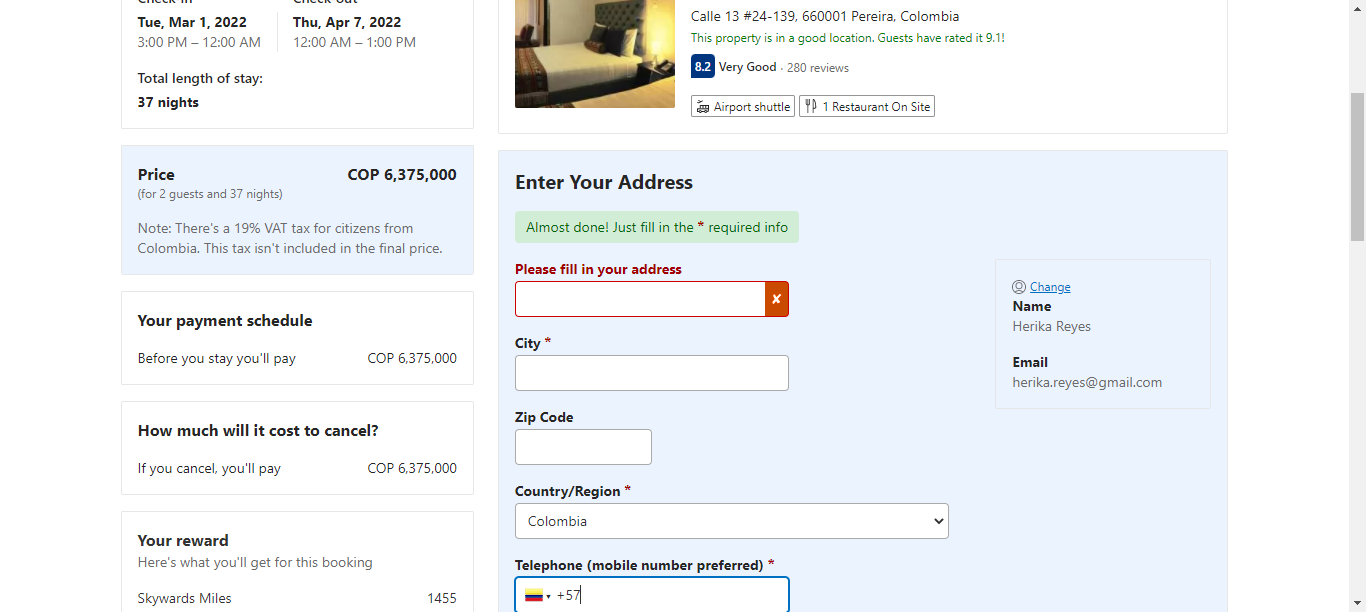 Check-in
Check-out
Tue, Mar 1, 2022
Thu, Apr 7, 2022
3:00 PM – 12:00 AM
12:00 AM – 1:00 PM
Total length of stay:
37 nights
Price
COP 6,375,000
(for 2 guests and 37 nights)
Note: There's a 19% VAT tax for citizens from
Colombia. This tax isn't included in the final price.
Your payment schedule
Before you stay you'll pay
COP 6,375,000
How much will it cost to cancel?
If you cancel, you'll pay
COP 6,375,000
Your reward
Here's what you'll get for this booking
Skywards Miles
1455
Calle 13 #24-139, 660001 Pereira, Colombia
This property is in a good location. Guests have rated it 9.1!
8.2 Very Good · 280 reviews
Airport shuttle
1 Restaurant On Site
Enter Your Address
Almost done! Just fill in the * required info
Please fill in your address
City *
Zip Code
Country/Region *
Colombia
Telephone (mobile number preferred) *
+57
Change
Name
Herika Reyes
Email
herika.reyes@gmail.com